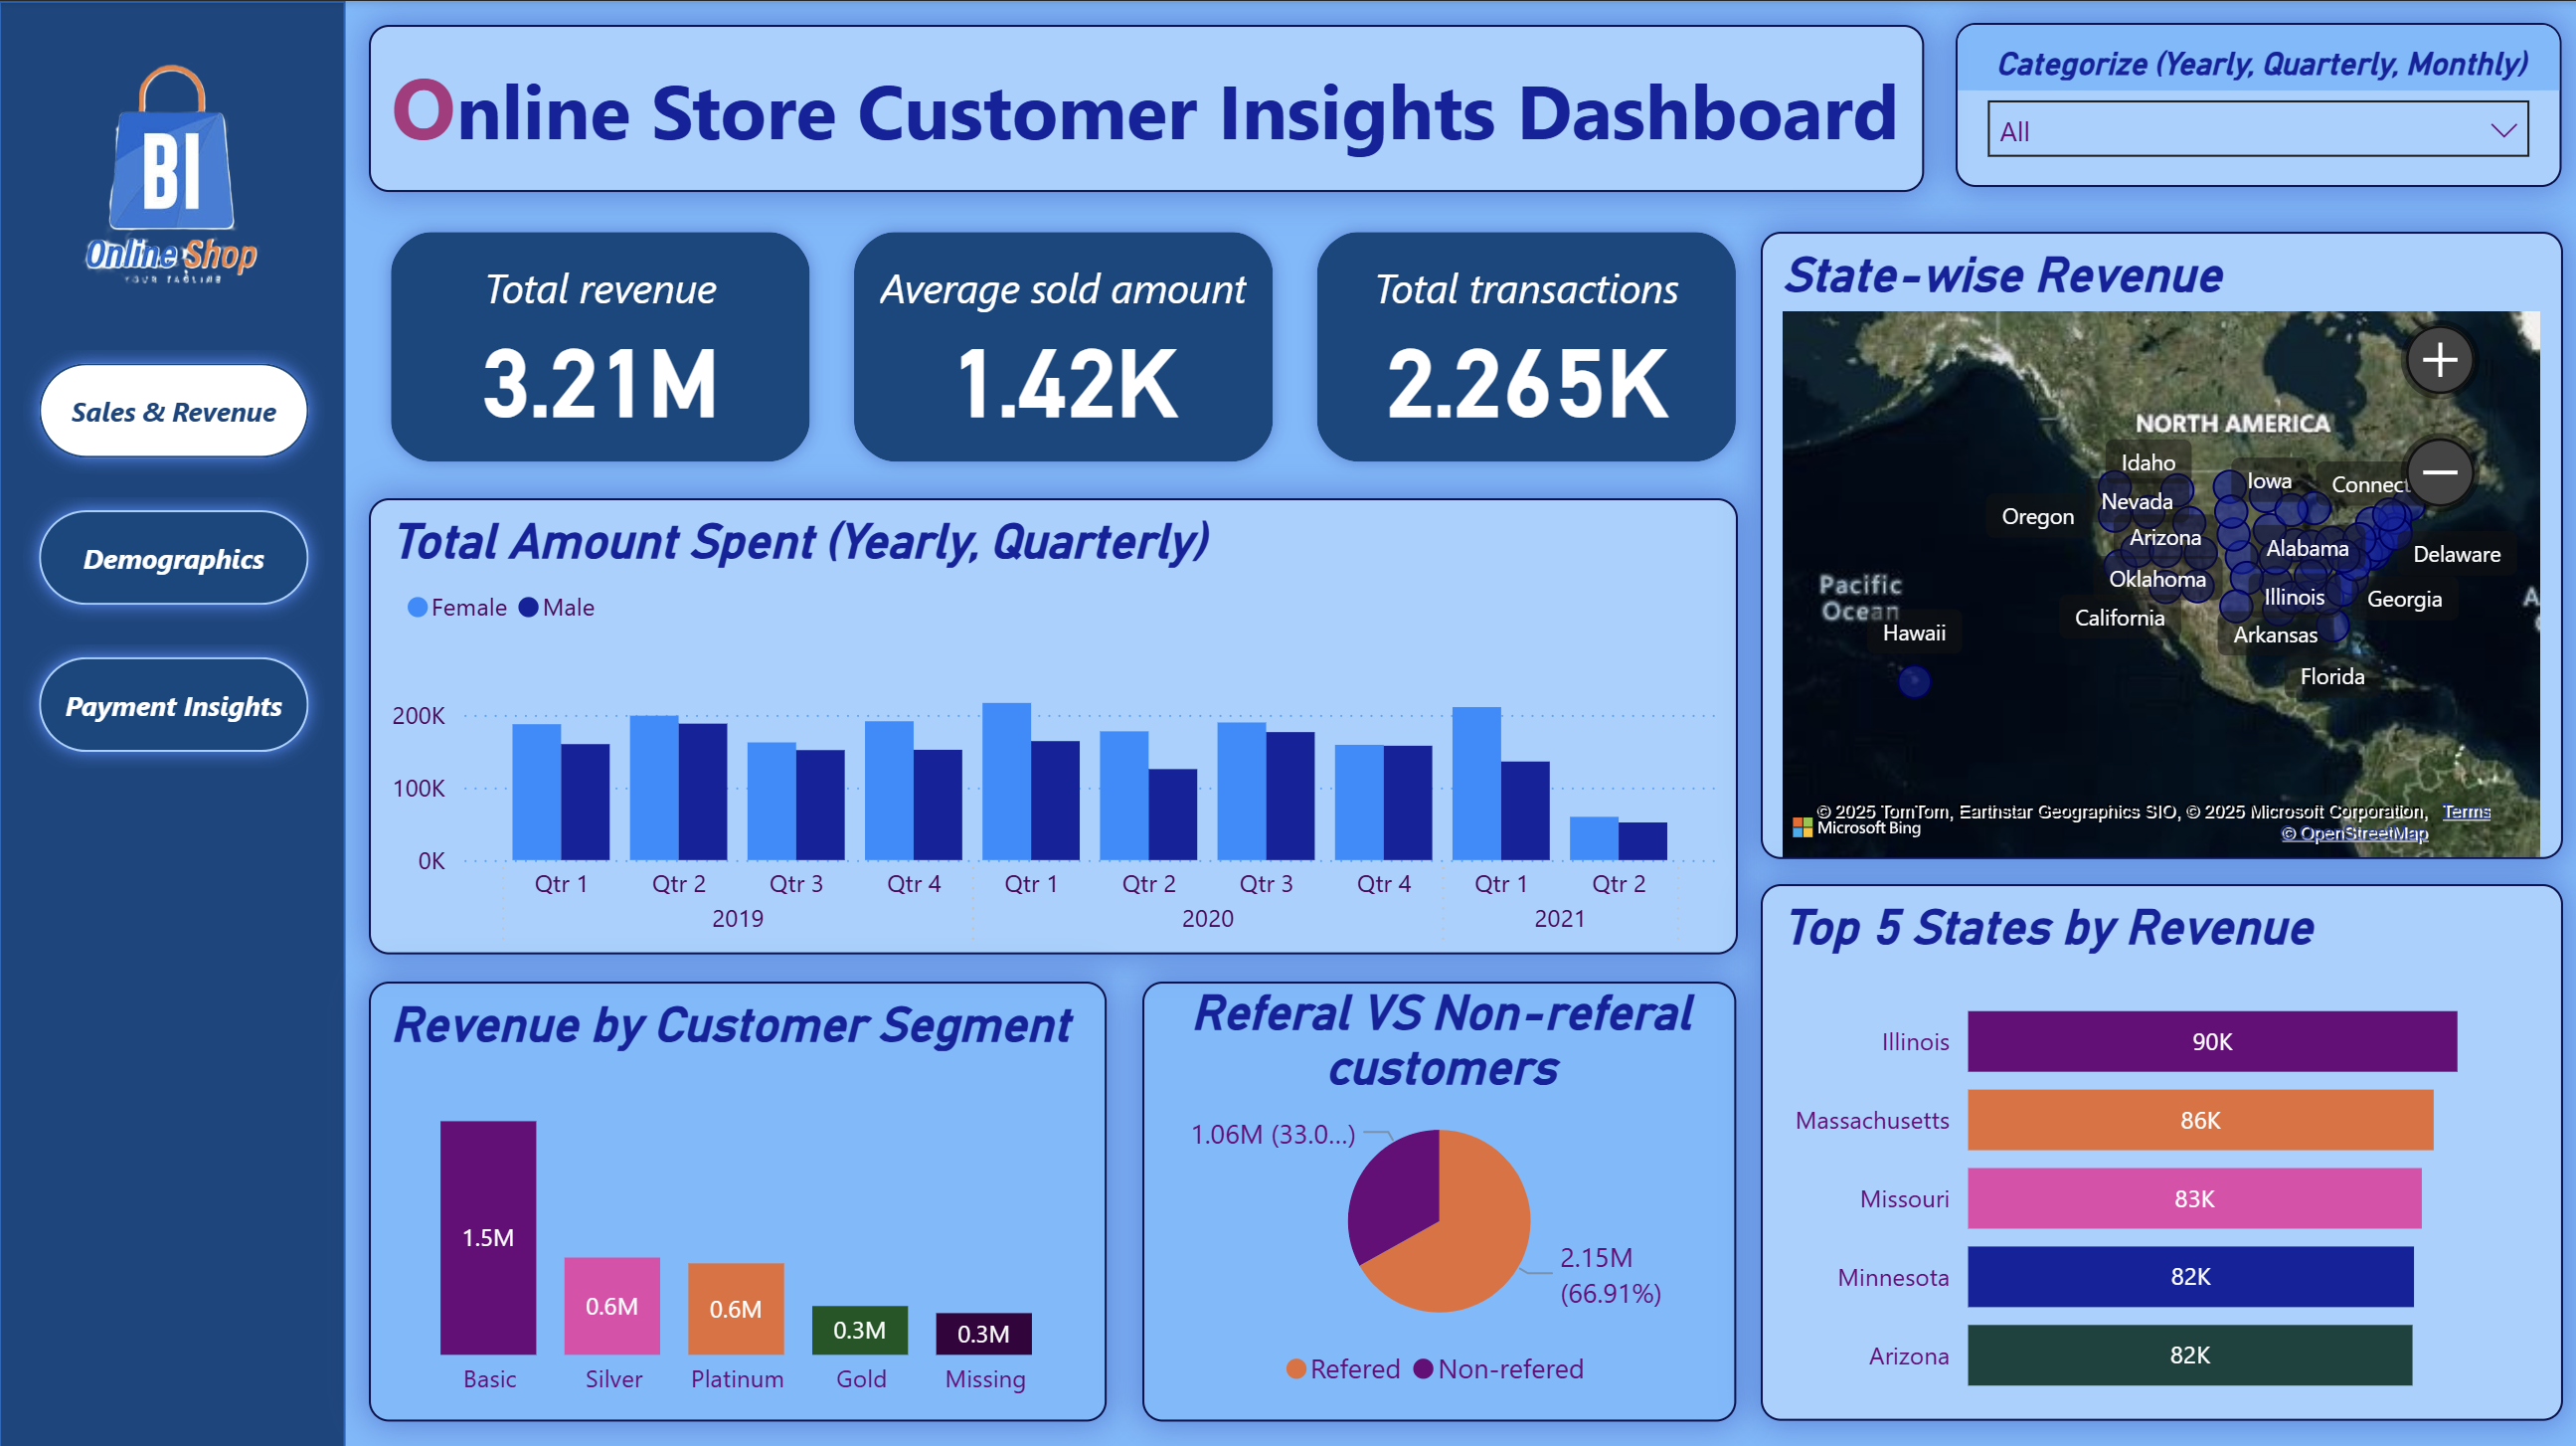 BI
Online Shop
YOUR TAGLINE
Sales & Revenue
Demographics
Payment Insights
Online Store Customer Insights Dashboard
Categorize (Yearly, Quarterly, Monthly)
All
Total revenue
3.21M
Average sold amount
1.42K
Total transactions
2.265K
Total Amount Spent (Yearly, Quarterly)
Female Male
200K
100K
0K
Qtr 1 Qtr 2 Qtr 3 Qtr 4 Qtr 1 Qtr 2 Qtr 3 Qtr 4 Qtr 1 Qtr 2
2019 2020 2021
State-wise Revenue
NORTH AMERICA
Idaho
Iowa
Connect
Nevada
Oregon
Arizona
Alabama
Delaware
Oklahoma
Pacific
Ocean
Illinois
Georgia
A
California
Hawaii
Arkansas
Florida
© 2025 TomTom, Earthstar Geographics SIO, © 2025 Microsoft Corporation, Terms
Microsoft Bing
© OpenStreetMap
Revenue by Customer Segment
1.5M
0.6M
0.6M
0.3M
0.3M
Basic Silver Platinum Gold Missing
Referal VS Non-referal
customers
1.06M (33.0...)
2.15M
(66.91%)
Refered Non-refered
Top 5 States by Revenue
Illinois 90K
Massachusetts 86K
Missouri 83K
Minnesota 82K
Arizona 82K